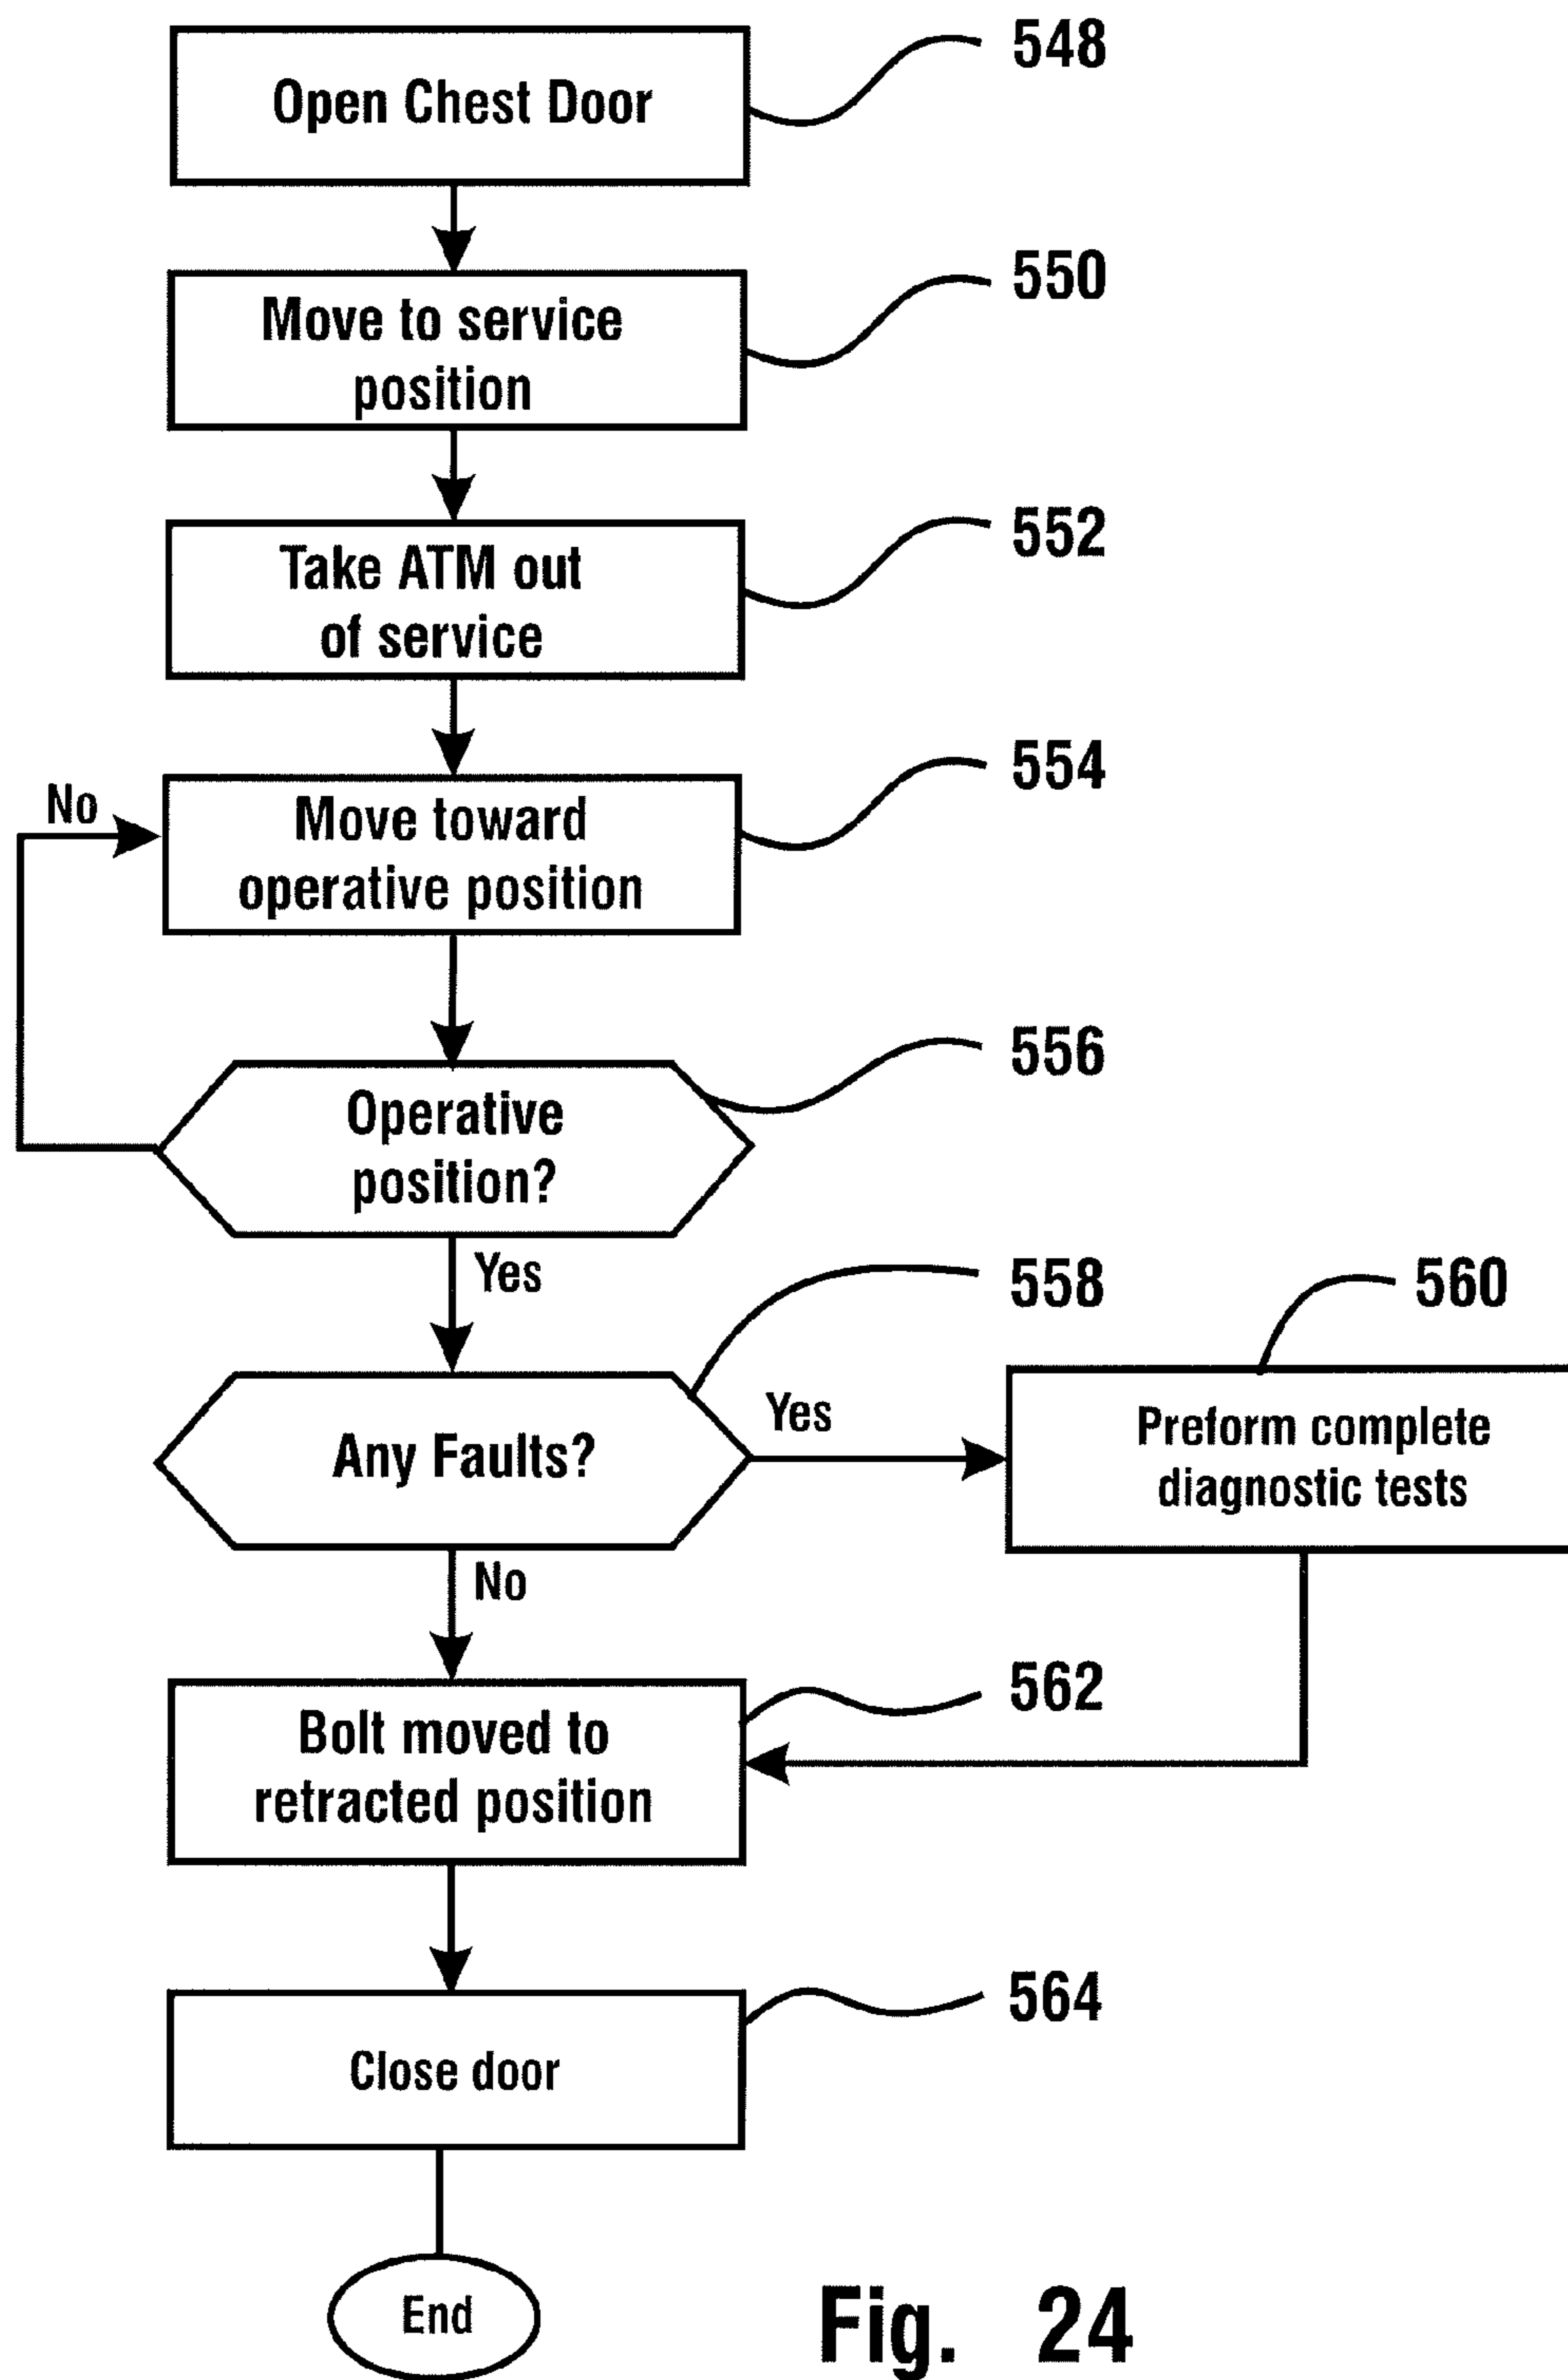 548
Open Chest Door
550
Move to service
position
552
Take ATM out
of service
554
No
Move toward
operative position
556
Operative
position?
Yes
558
560
Any Faults?
Yes
Preform complete
diagnostic tests
No
562
Bolt moved to
retracted position
564
Close door
End
Fig. 24